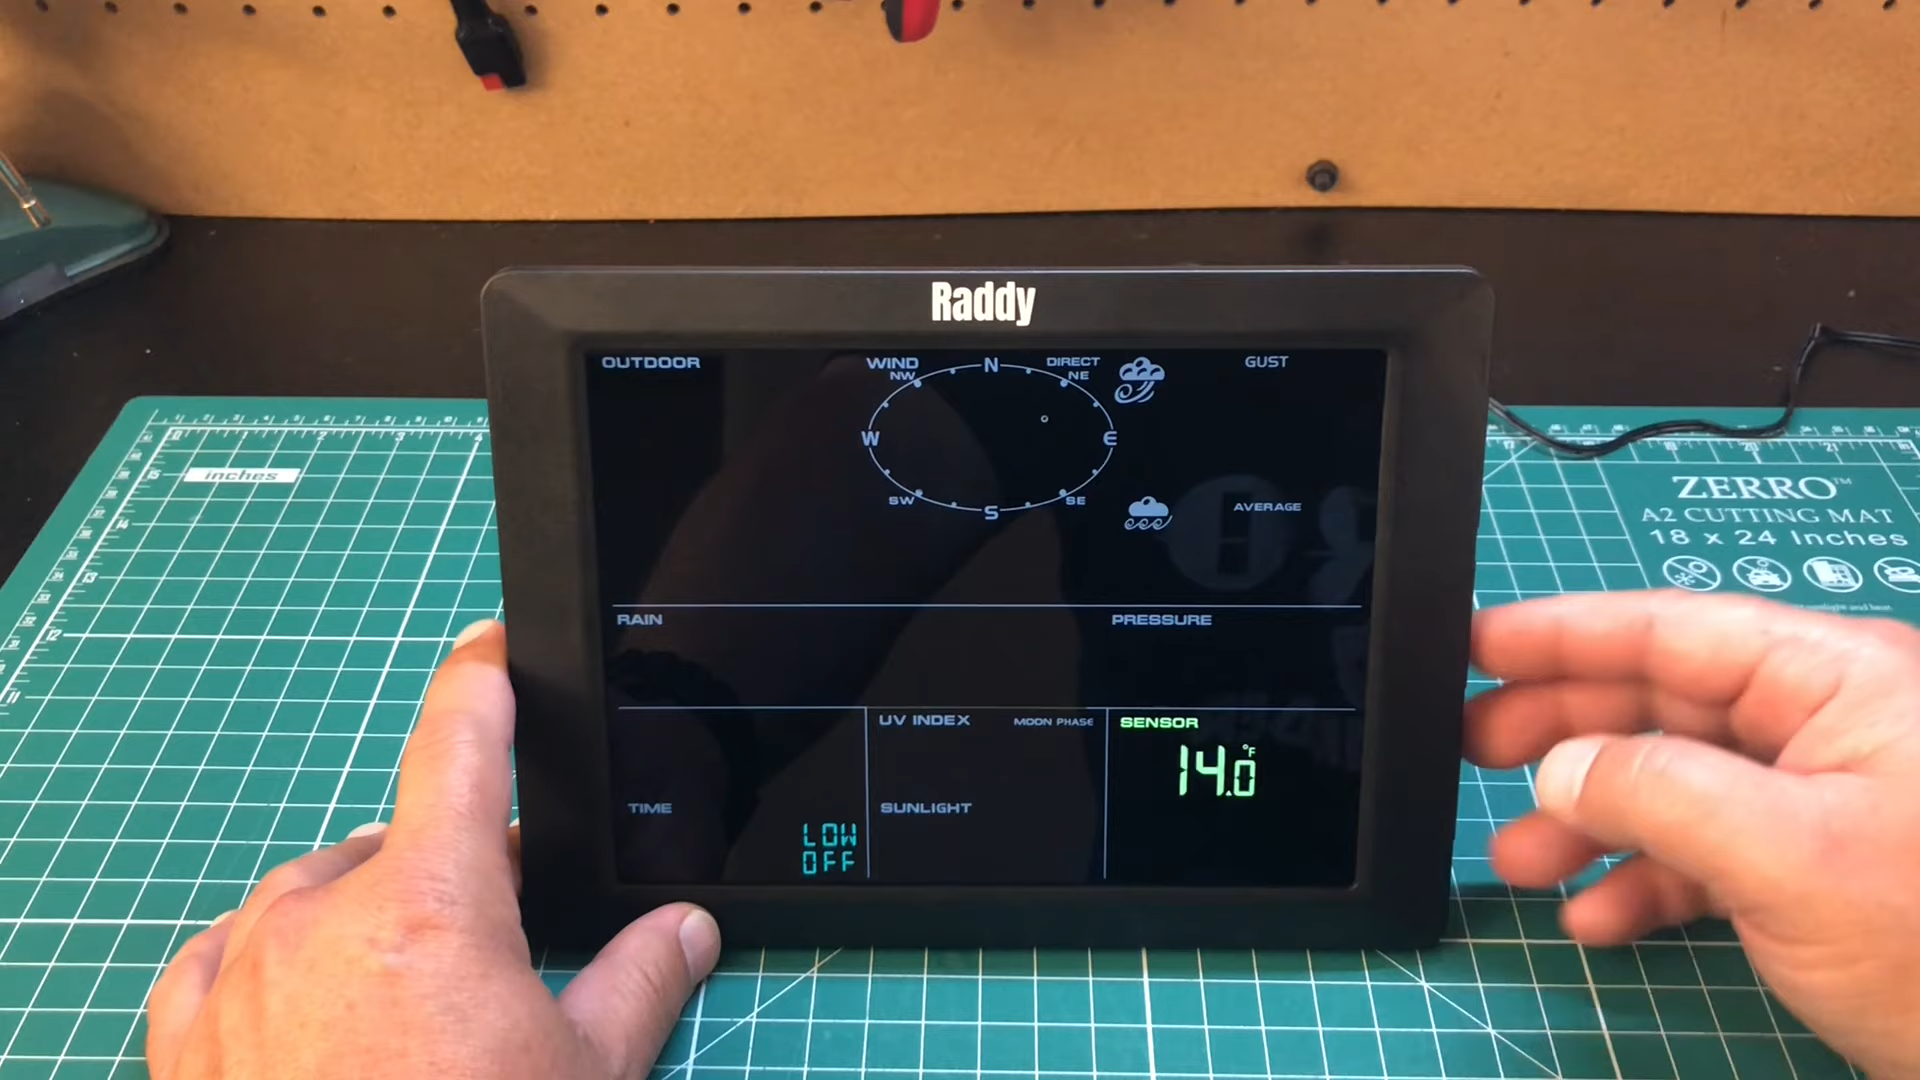 Raddy
OUTDOOR
WIND
DIRECT
GUST
N
NW
NE
W
E
SW
SE
S
AVERAGE
RAIN
PRESSURE
UV INDEX
MOON PHASE
SENSOR
14.0 °F
TIME
SUNLIGHT
LOW
OFF
inches
ZERRO™
A2 CUTTING MAT
18 x 24 Inches